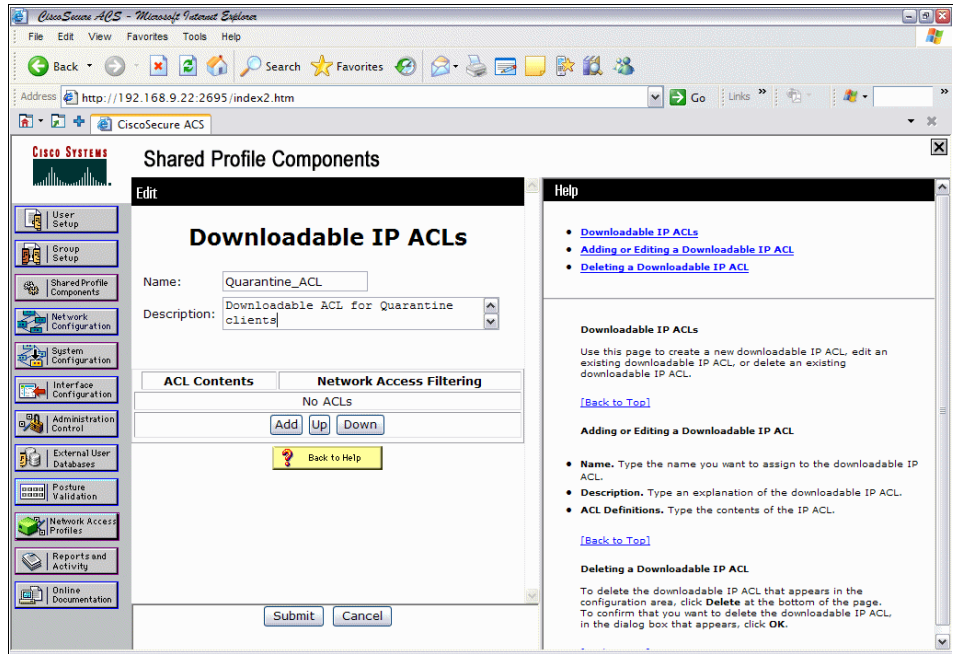 CiscoSecure ACS - Microsoft Internet Explorer
File Edit View Favorites Tools Help
Back Search Favorites
Address http://192.168.9.22:2695/index2.htm Go Links »
CiscoSecure ACS
CISCO SYSTEMS
Shared Profile Components
User
Setup
Group
Setup
Shared Profile
Components
Network
Configuration
System
Configuration
Interface
Configuration
Administration
Control
External User
Databases
Posture
Validation
Network Access
Profiles
Reports and
Activity
Online
Documentation
Edit
Downloadable IP ACLs
Name: Quarantine_ACL
Description: Downloadable ACL for Quarantine
clients
ACL Contents Network Access Filtering
No ACLs
Add Up Down
? Back to Help
Submit Cancel
Help
• Downloadable IP ACLs
• Adding or Editing a Downloadable IP ACL
• Deleting a Downloadable IP ACL
Downloadable IP ACLs
Use this page to create a new downloadable IP ACL, edit an
existing downloadable IP ACL, or delete an existing
downloadable IP ACL.
[Back to Top]
Adding or Editing a Downloadable IP ACL
• Name. Type the name you want to assign to the downloadable IP
ACL.
• Description. Type an explanation of the downloadable IP ACL.
• ACL Definitions. Type the contents of the IP ACL.
[Back to Top]
Deleting a Downloadable IP ACL
To delete the downloadable IP ACL that appears in the
configuration area, click Delete at the bottom of the page.
To confirm that you want to delete the downloadable IP ACL,
in the dialog box that appears, click OK.